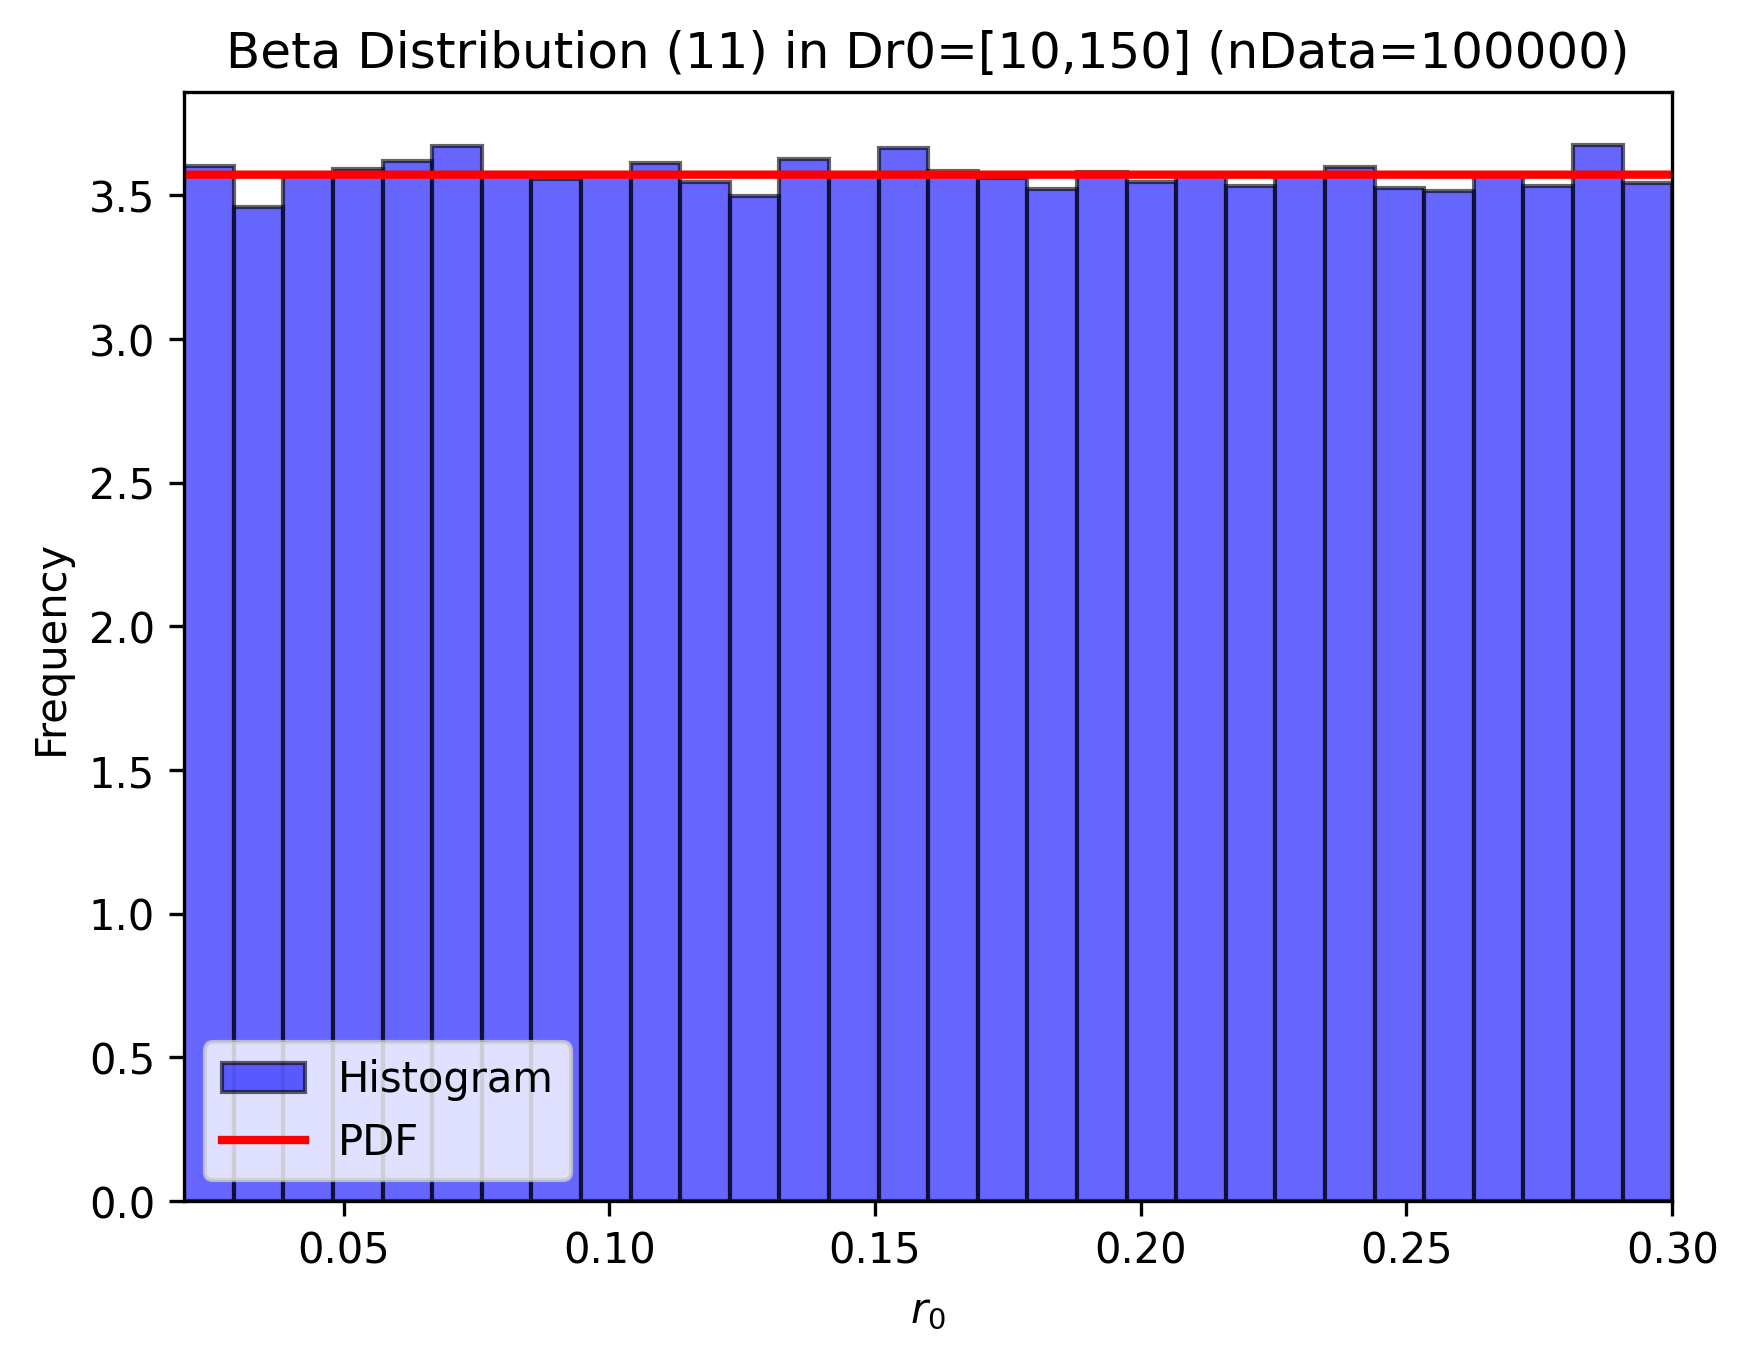 Beta Distribution (11) in Dr0=[10,150] (nData=100000)
Frequency
3.5
3.0
2.5
2.0
1.5
1.0
0.5
0.0
Histogram
PDF
0.05 0.10 0.15 0.20 0.25 0.30
r₀